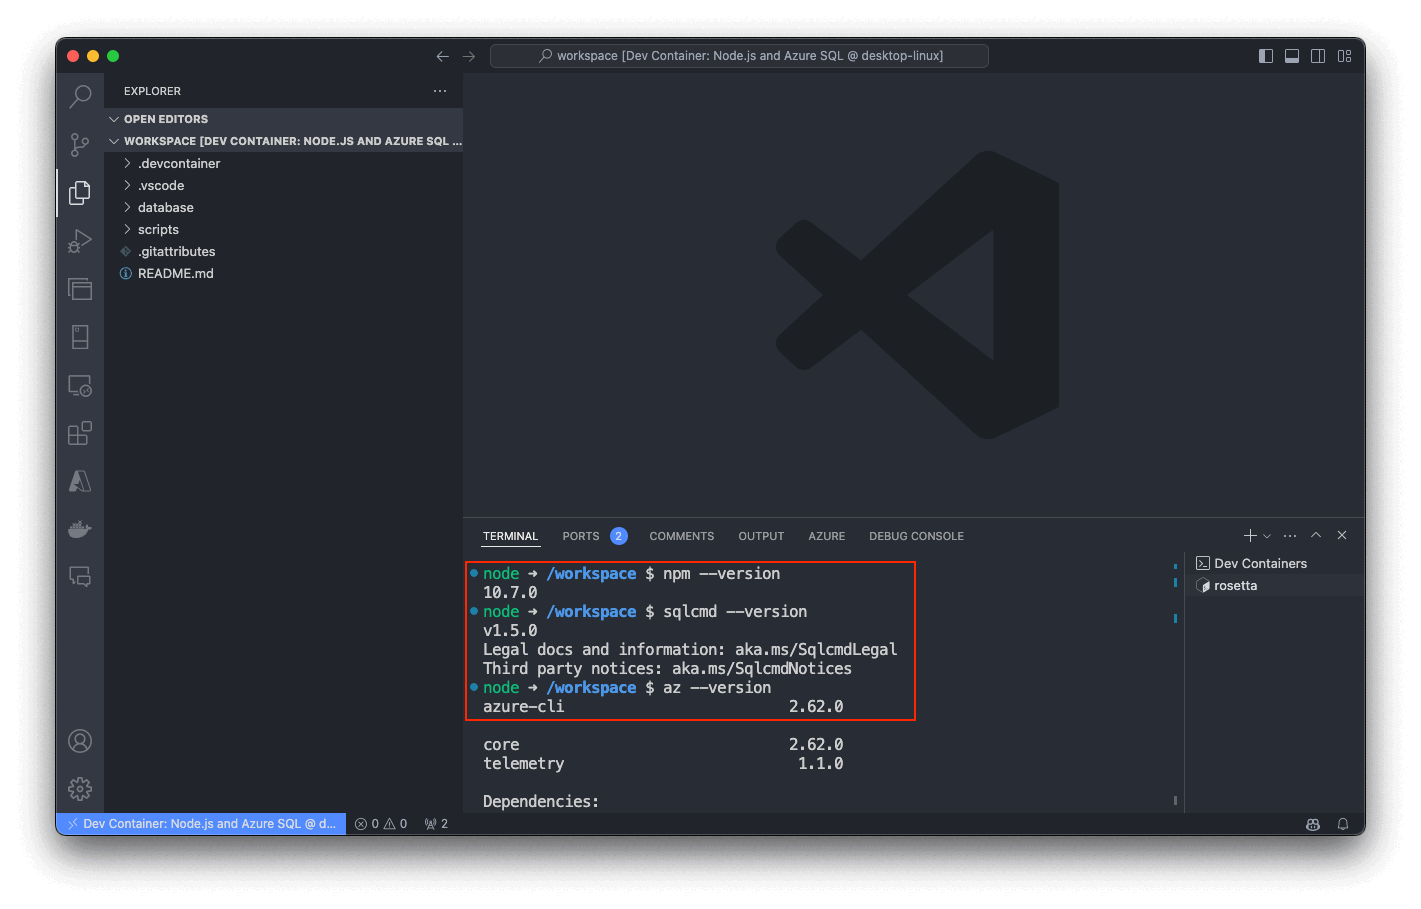 workspace [Dev Container: Node.js and Azure SQL @ desktop-linux]
EXPLORER
OPEN EDITORS
WORKSPACE [DEV CONTAINER: NODE.JS AND AZURE SQL ...
.devcontainer
.vscode
database
scripts
.gitattributes
README.md
TERMINAL PORTS 2 COMMENTS OUTPUT AZURE DEBUG CONSOLE
node ➜ /workspace $ npm --version
10.7.0
node ➜ /workspace $ sqlcmd --version
v1.5.0
Legal docs and information: aka.ms/SqlcmdLegal
Third party notices: aka.ms/SqlcmdNotices
node ➜ /workspace $ az --version
azure-cli 2.62.0
core 2.62.0
telemetry 1.1.0
Dependencies:
Dev Containers
rosetta
Dev Container: Node.js and Azure SQL @ d... 0 0 2